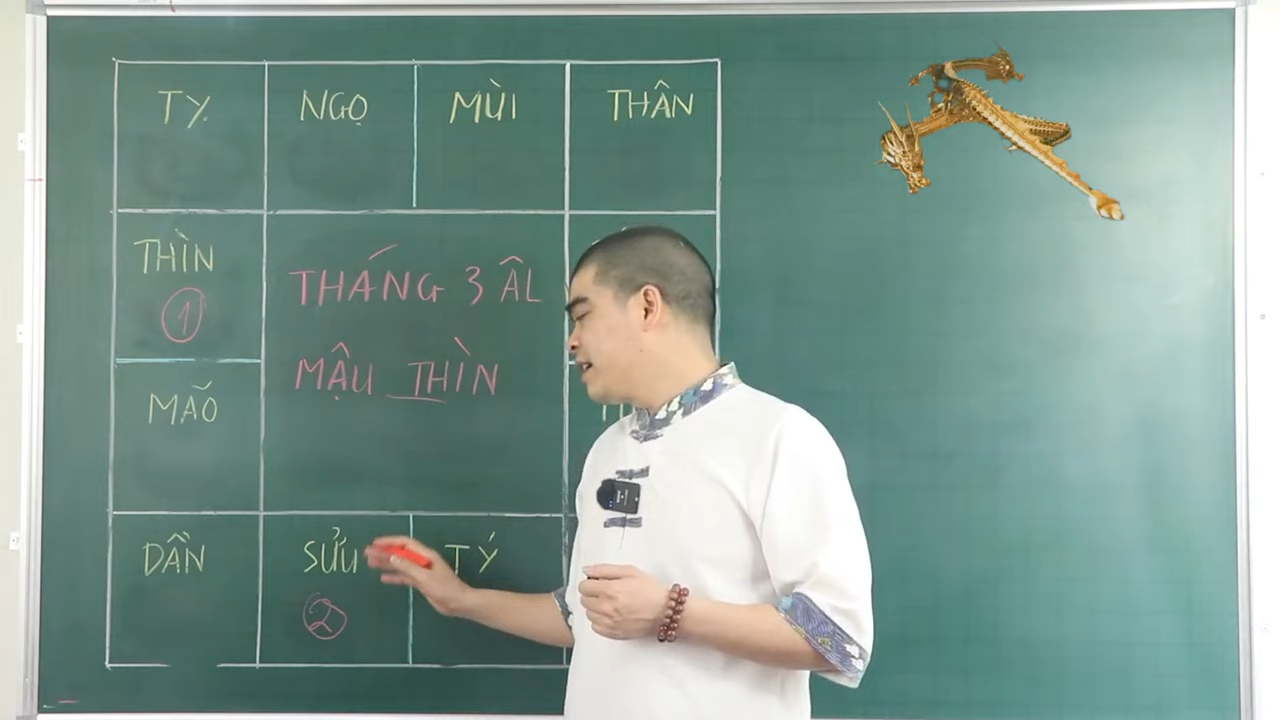 TỴ NGỌ MÙI THÂN
THÌN
①
THÁNG 3 ÂL
MẬU THÌN
MÃO
DẦN SỬU TÝ
②